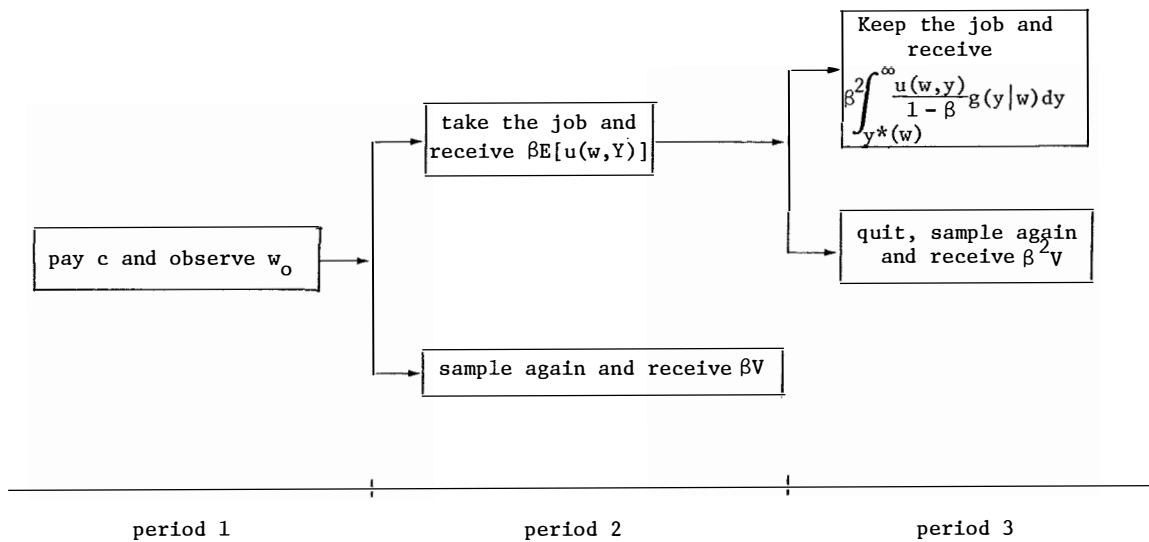 Keep the job and
receive
β²∫_{y*(w)}^∞ u(w,y)/(1 - β) g(y|w)dy
take the job and
receive βE[u(w,Y)]
pay c and observe w₀
quit, sample again
and receive β²V
sample again and receive βV
period 1 period 2 period 3